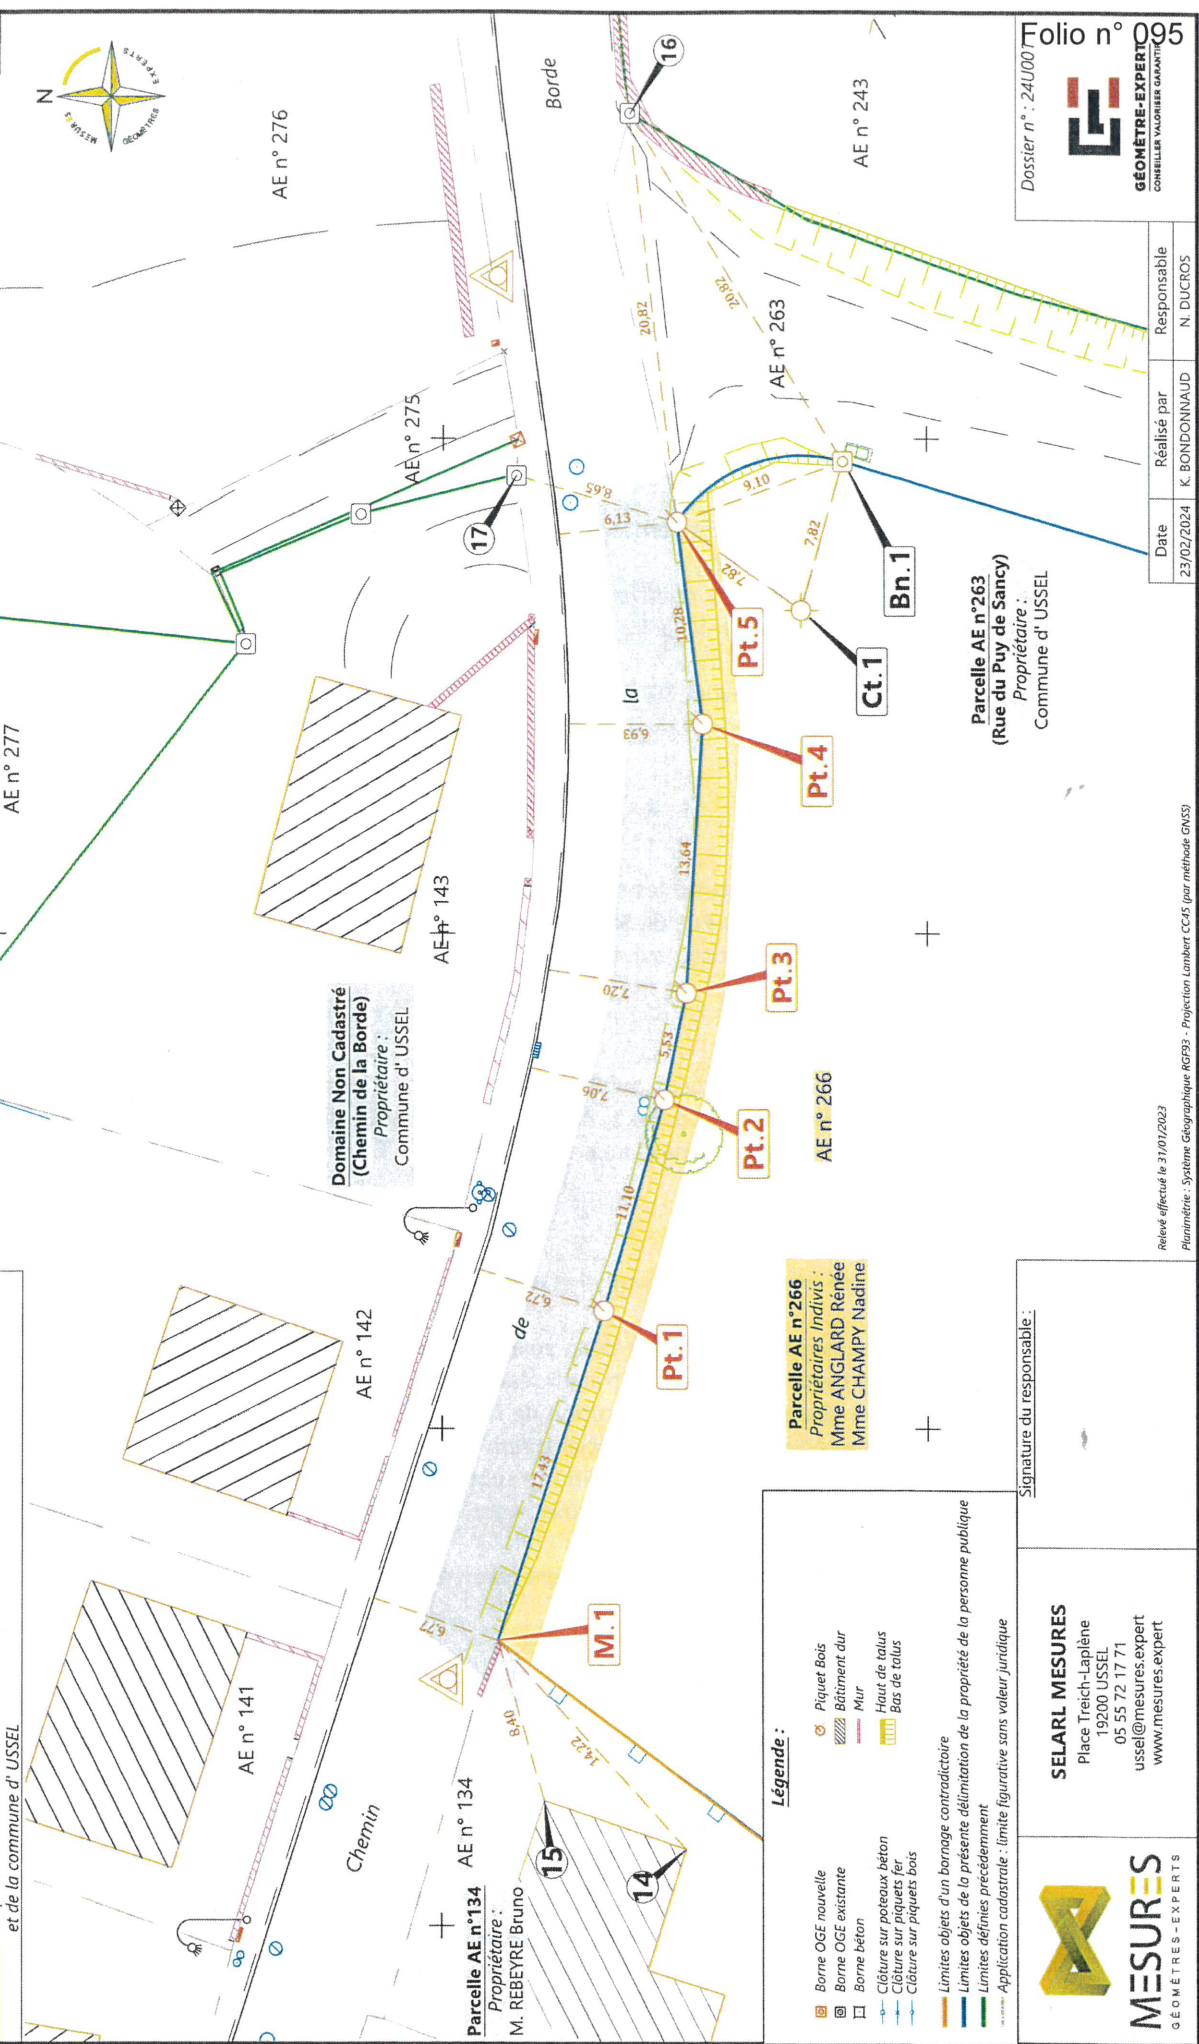 Folio n° 095
et de la commune d' USSEL
N
MESURES
GÉOMÈTRES
EXPERTS
AE n° 277
AE n° 276
AE n° 275
AE n° 243
AE n° 263
AE n° 143
AE n° 142
AE n° 141
AE n° 134
AE n° 266
Chemin
de
la
Borde
Domaine Non Cadastré
(Chemin de la Borde)
Propriétaire :
Commune d' USSEL
Parcelle AE n°134
Propriétaire :
M. REBEYRE Bruno
Parcelle AE n°266
Propriétaires Indivis :
Mme ANGLARD Rénée
Mme CHAMPY Nadine
Parcelle AE n°263
(Rue du Puy de Sancy)
Propriétaire :
Commune d' USSEL
14
15
16
17
M.1
Pt.1
Pt.2
Pt.3
Pt.4
Pt.5
Ct.1
Bn.1
8,40
14,22
6,77
17,43
6,72
11,10
7,06
5,53
7,20
13,64
6,93
10,28
6,13
8,65
7,82
7,82
9,10
20,82
20,82
Légende :
Borne OGE nouvelle
Borne OGE existante
Borne béton
Clôture sur poteaux béton
Clôture sur piquets fer
Clôture sur piquets bois
Piquet Bois
Bâtiment dur
Mur
Haut de talus
Bas de talus
Limites objets d'un bornage contradictoire
Limites objets de la présente délimitation de la propriété de la personne publique
Limites définies précédemment
Application cadastrale : limite figurative sans valeur juridique
MESURES
GÉOMÈTRES-EXPERTS
SELARL MESURES
Place Treich-Laplène
19200 USSEL
05 55 72 17 71
ussel@mesures.expert
www.mesures.expert
Signature du responsable :
Relevé effectué le 31/01/2023
Planimétrie : Système Géographique RGF93 - Projection Lambert CC45 (par méthode GNSS)
Date
Réalisé par
Responsable
23/02/2024
K. BONDONNAUD
N. DUCROS
Dossier n° : 24U001
GÉOMÈTRE-EXPERT
CONSEILLER VALORISER GARANTIR